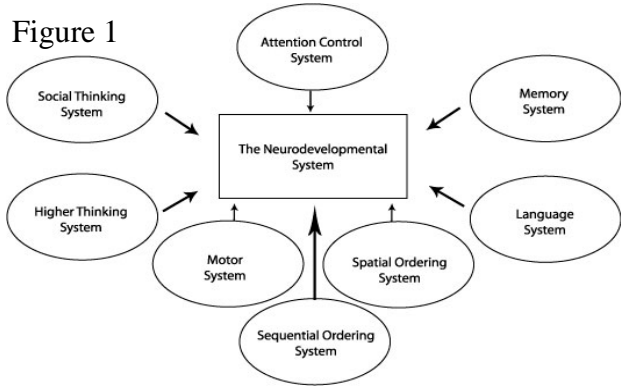 Figure 1
Attention Control
System
Social Thinking
System
Memory
System
The Neurodevelopmental
System
Higher Thinking
System
Language
System
Motor
System
Spatial Ordering
System
Sequential Ordering
System